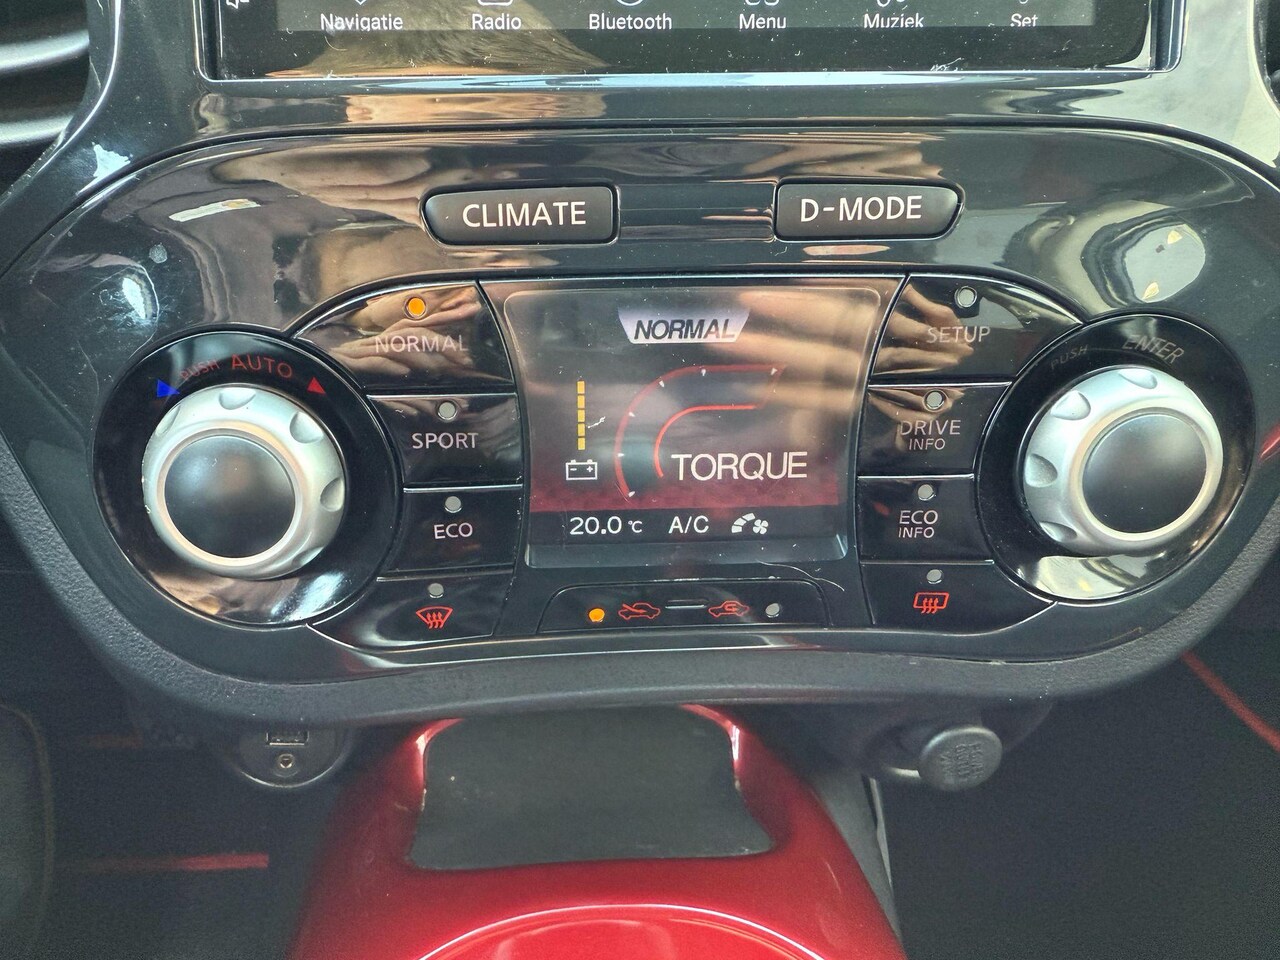 Navigatie Radio Bluetooth Menu Muziek Set
CLIMATE
D-MODE
NORMAL
SPORT
ECO
PUSH AUTO
NORMAL
TORQUE
20.0 °C A/C
SETUP
DRIVE
INFO
ECO
INFO
PUSH ENTER